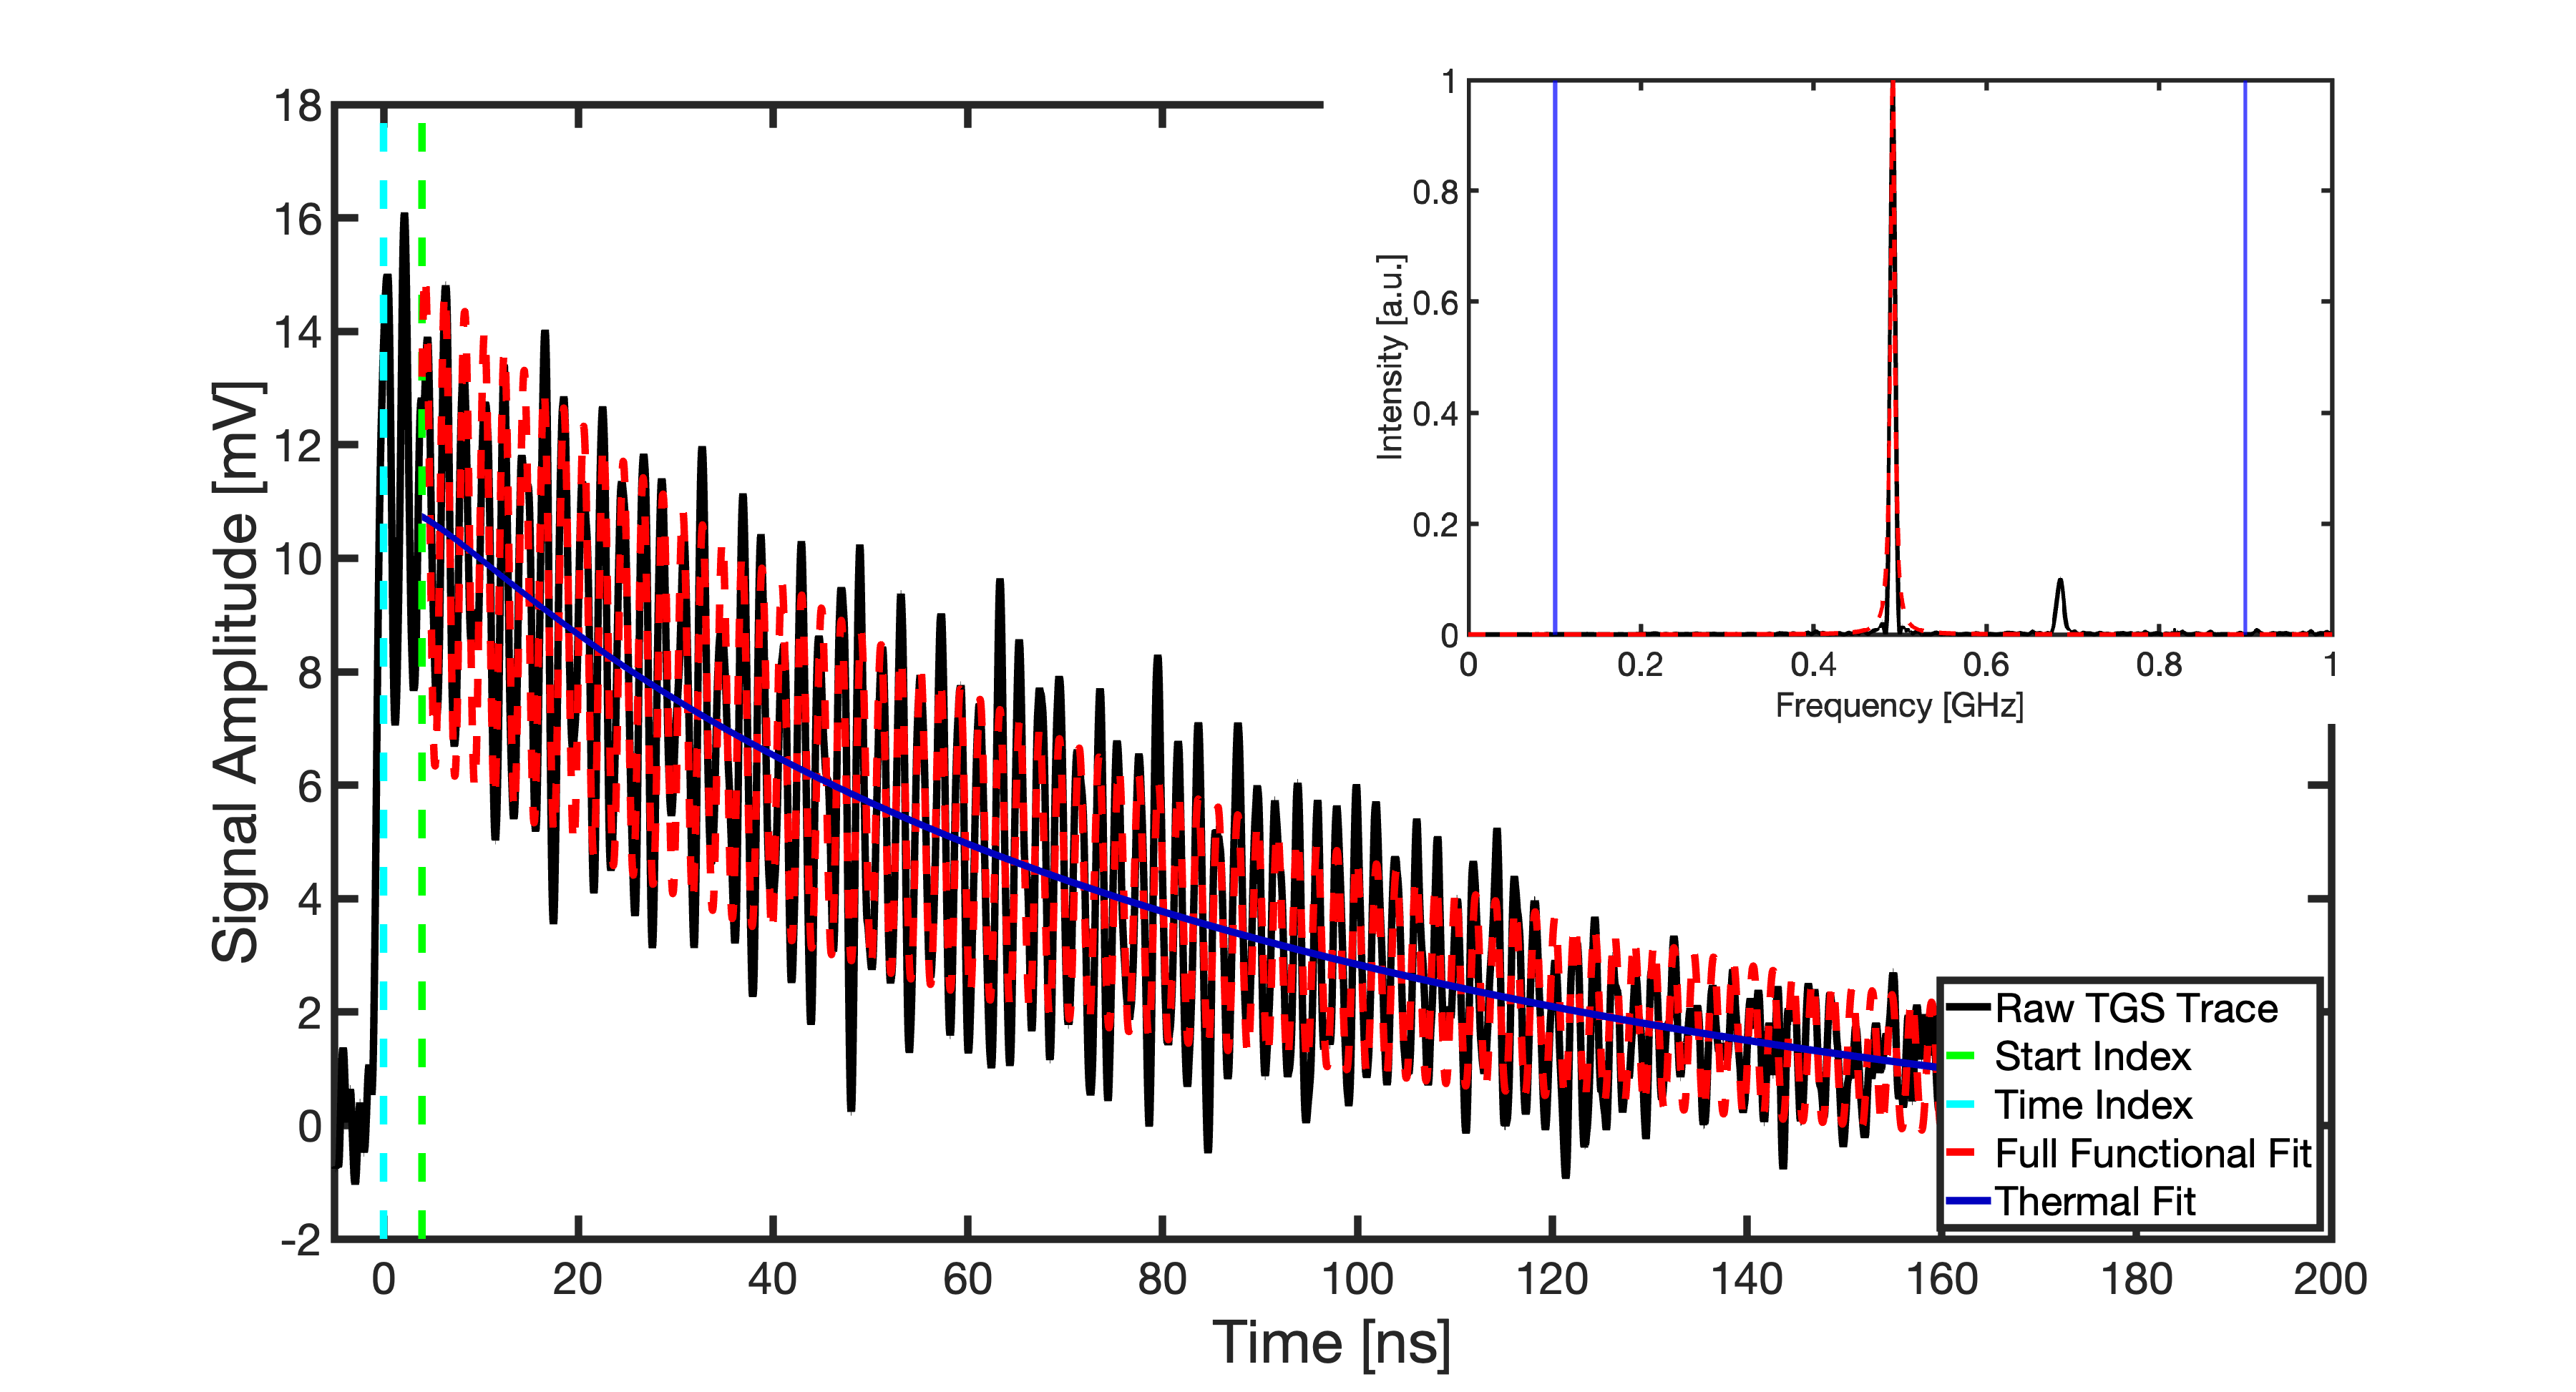 18
16
14
12
10
8
6
4
2
0
-2
Signal Amplitude [mV]
0 20 40 60 80 100 120 140 160 180 200
Time [ns]
1
0.8
0.6
0.4
0.2
0
Intensity [a.u.]
0 0.2 0.4 0.6 0.8 1
Frequency [GHz]
Raw TGS Trace
Start Index
Time Index
Full Functional Fit
Thermal Fit